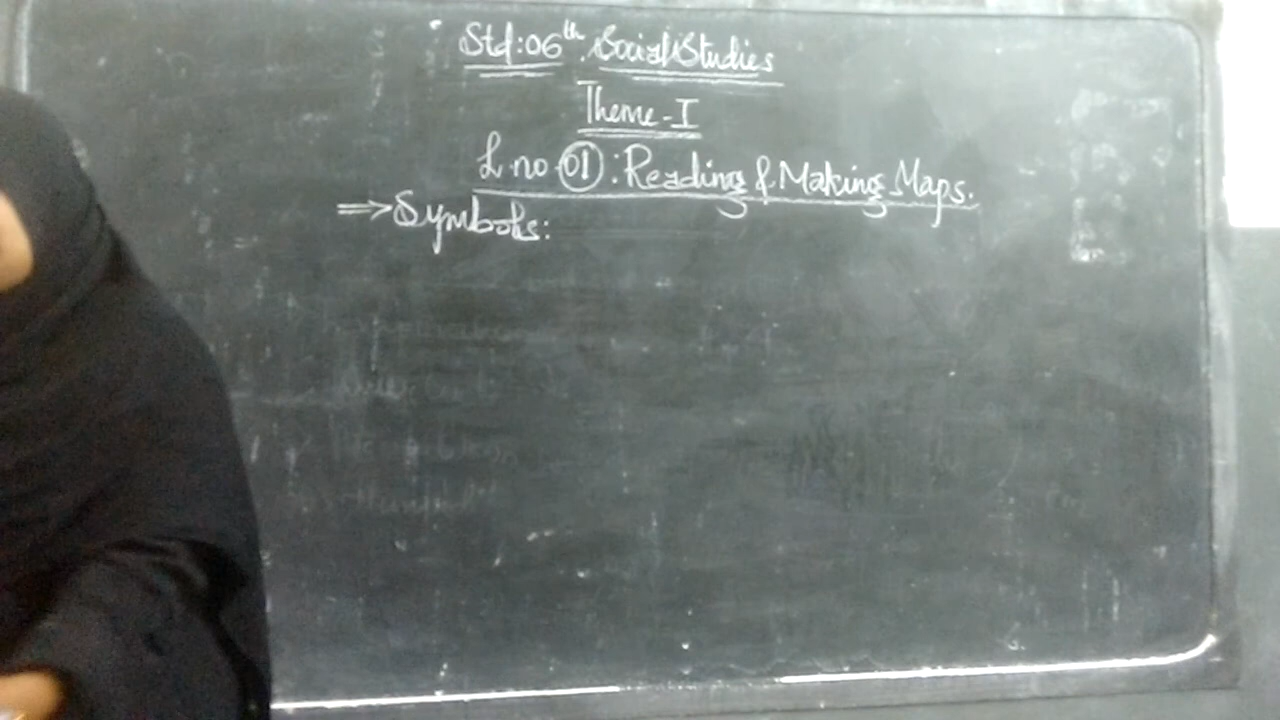 Std:06th. Social Studies
Theme-I
L no 01: Reading & Making Maps.
⇒Symbols: